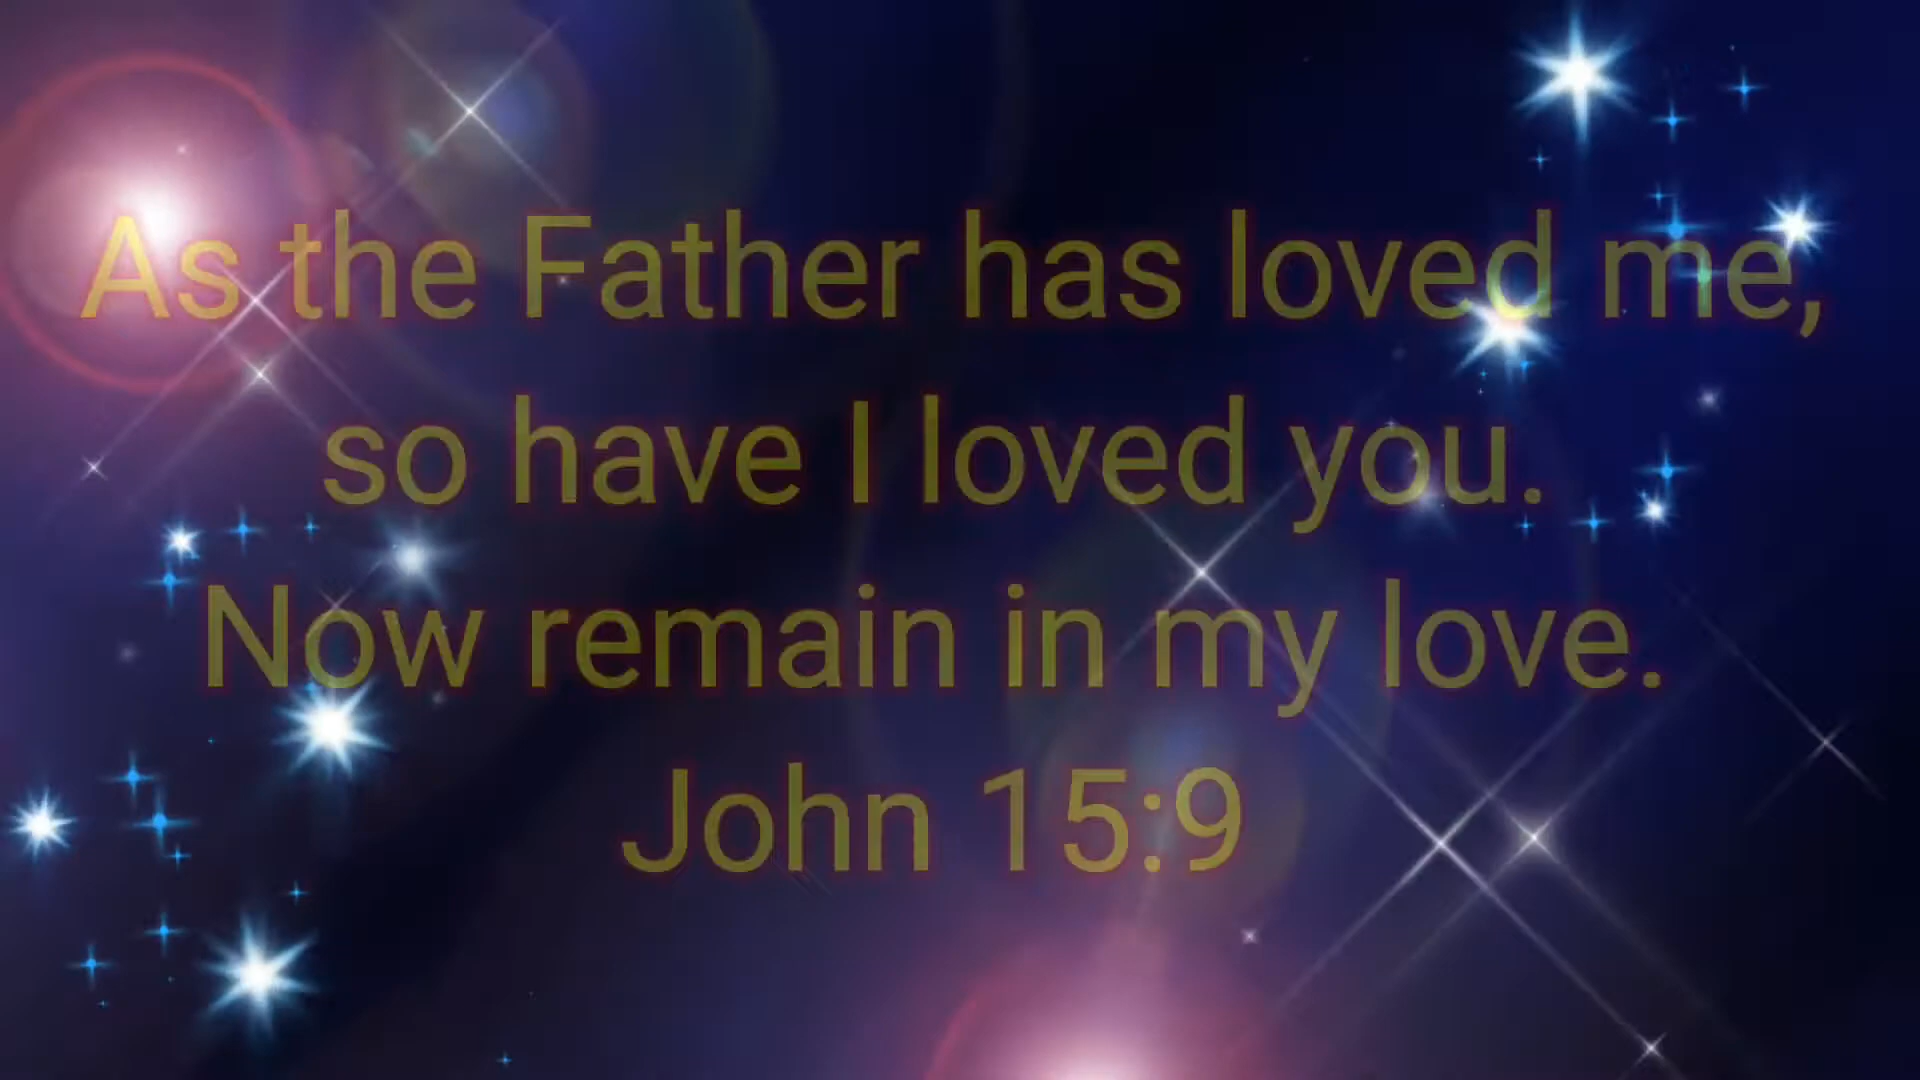 As the Father has loved me,
so have I loved you.
Now remain in my love.
John 15:9